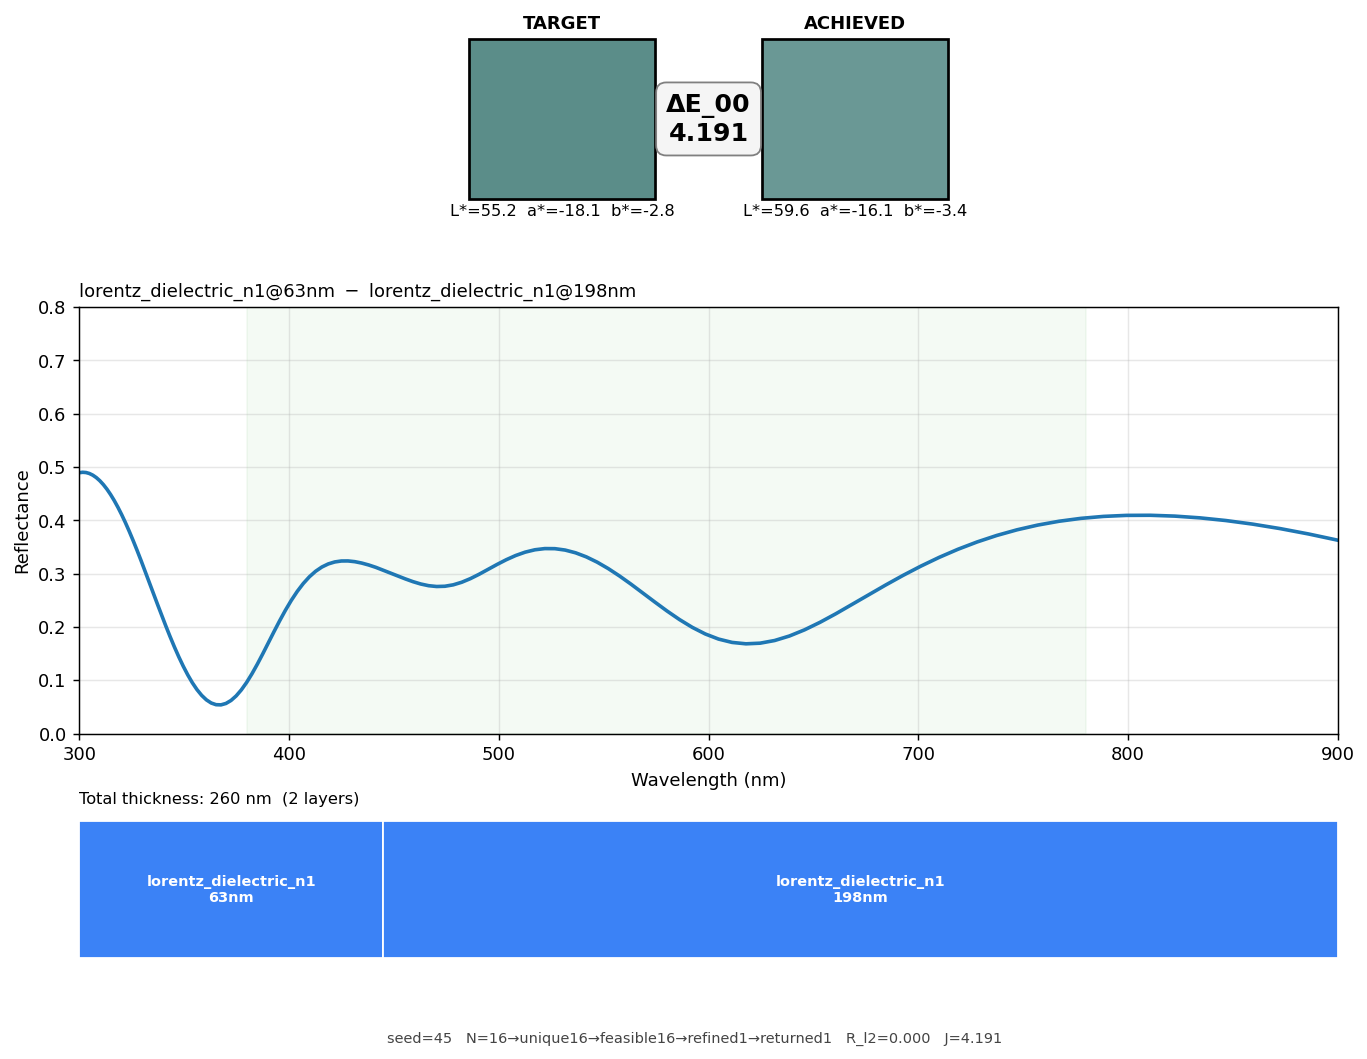 TARGET
ACHIEVED
ΔE_00
4.191
L*=55.2  a*=-18.1  b*=-2.8
L*=59.6  a*=-16.1  b*=-3.4
lorentz_dielectric_n1@63nm  −  lorentz_dielectric_n1@198nm
0.8
0.7
0.6
0.5
0.4
0.3
0.2
0.1
0.0
Reflectance
300
400
500
600
700
800
900
Wavelength (nm)
Total thickness: 260 nm  (2 layers)
lorentz_dielectric_n1
63nm
lorentz_dielectric_n1
198nm
seed=45   N=16→unique16→feasible16→refined1→returned1   R_l2=0.000   J=4.191